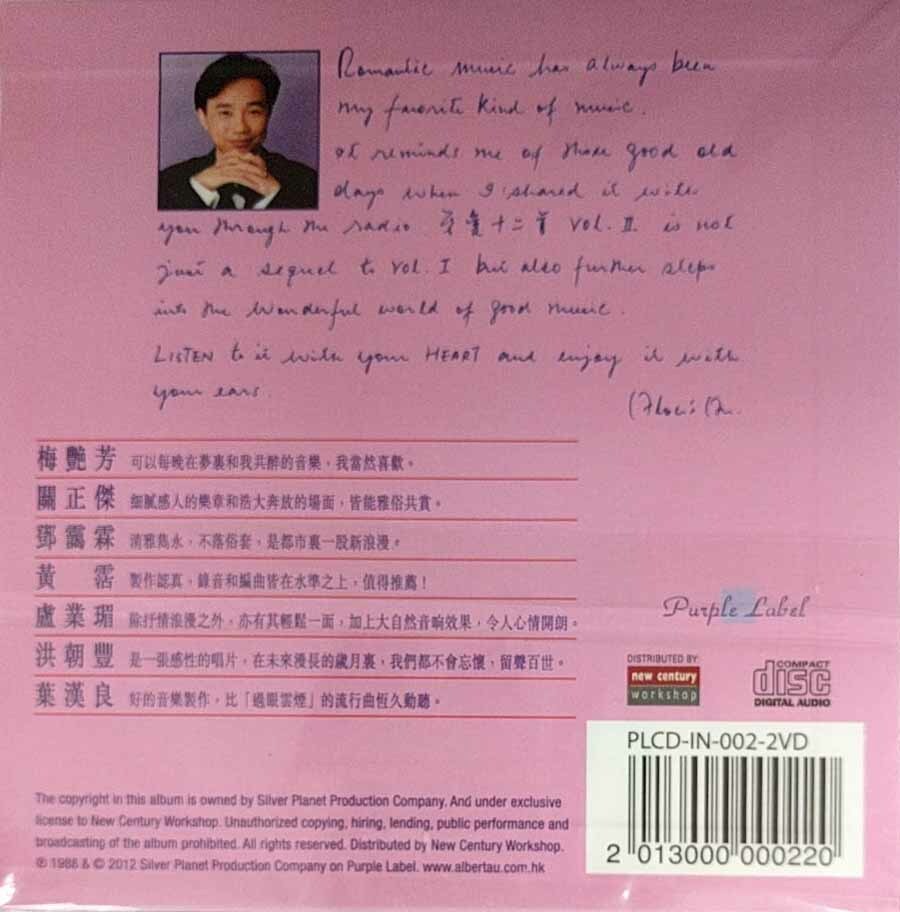 Romantic music has always been
my favorite kind of music.
It reminds me of those good old
days when I shared it with
you through the radio. 至愛十二首 Vol. II is not
just a sequel to Vol. I but also further steps
into the wonderful world of good music.
LISTEN to it with your HEART and enjoy it with
your ears.
梅艷芳 可以每晚在夢裏和我共醉的音樂，我當然喜歡。
關正傑 細膩感人的樂章和浩大奔放的場面，皆能雅俗共賞。
鄧靄霖 清雅雋永，不落俗套，是都市裏一股新浪漫。
黃霑 製作認真，錄音和編曲皆在水準之上，值得推薦！
盧業瑂 除抒情浪漫之外，亦有其輕鬆一面，加上大自然音响效果，令人心情開朗。
洪朝豐 是一張感性的唱片，在未來漫長的歲月裏，我們都不會忘懷，留聲百世。
葉漢良 好的音樂製作，比「過眼雲煙」的流行曲恆久動聽。
Purple Label
DISTRIBUTED BY:
new century
workshop
COMPACT
disc
DIGITAL AUDIO
PLCD-IN-002-2VD
2 013000 000220
The copyright in this album is owned by Silver Planet Production Company. And under exclusive
license to New Century Workshop. Unauthorized copying, hiring, lending, public performance and
broadcasting of the album prohibited. All rights reserved. Distributed by New Century Workshop.
℗ 1988 & © 2012 Silver Planet Production Company on Purple Label. www.albertau.com.hk